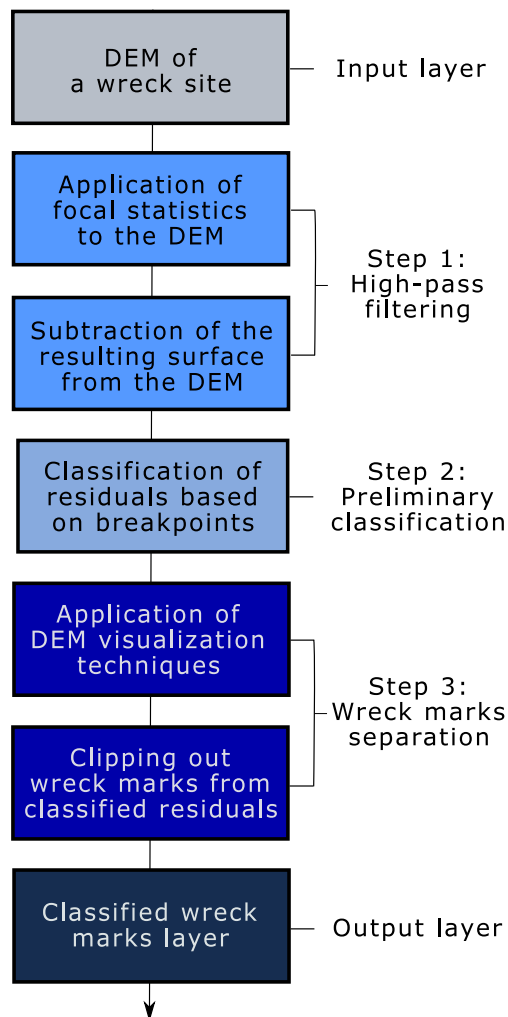 DEM of
a wreck site
Input layer
Application of
focal statistics
to the DEM
Step 1:
High-pass
filtering
Subtraction of the
resulting surface
from the DEM
Classification of
residuals based
on breakpoints
Step 2:
Preliminary
classification
Application of
DEM visualization
techniques
Step 3:
Wreck marks
separation
Clipping out
wreck marks from
classified residuals
Classified wreck
marks layer
Output layer